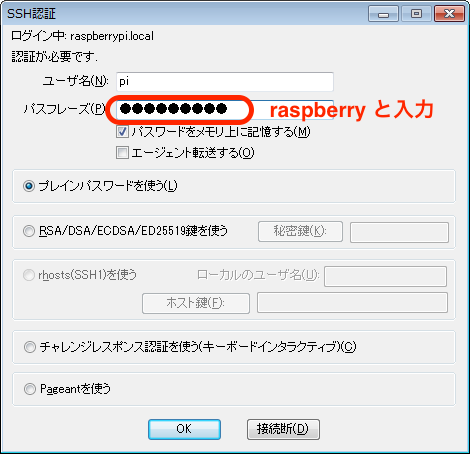 SSH認証
ログイン中: raspberrypi.local
認証が必要です.
ユーザ名(N): pi
パスフレーズ(P) ●●●●●●●●● raspberry と入力
パスワードをメモリ上に記憶する(M)
エージェント転送する(O)
プレインパスワードを使う(L)
RSA/DSA/ECDSA/ED25519鍵を使う 秘密鍵(K):
rhosts(SSH1)を使う ローカルのユーザ名(U):
ホスト鍵(F):
チャレンジレスポンス認証を使う(キーボードインタラクティブ)(C)
Pageantを使う
OK 接続断(D)